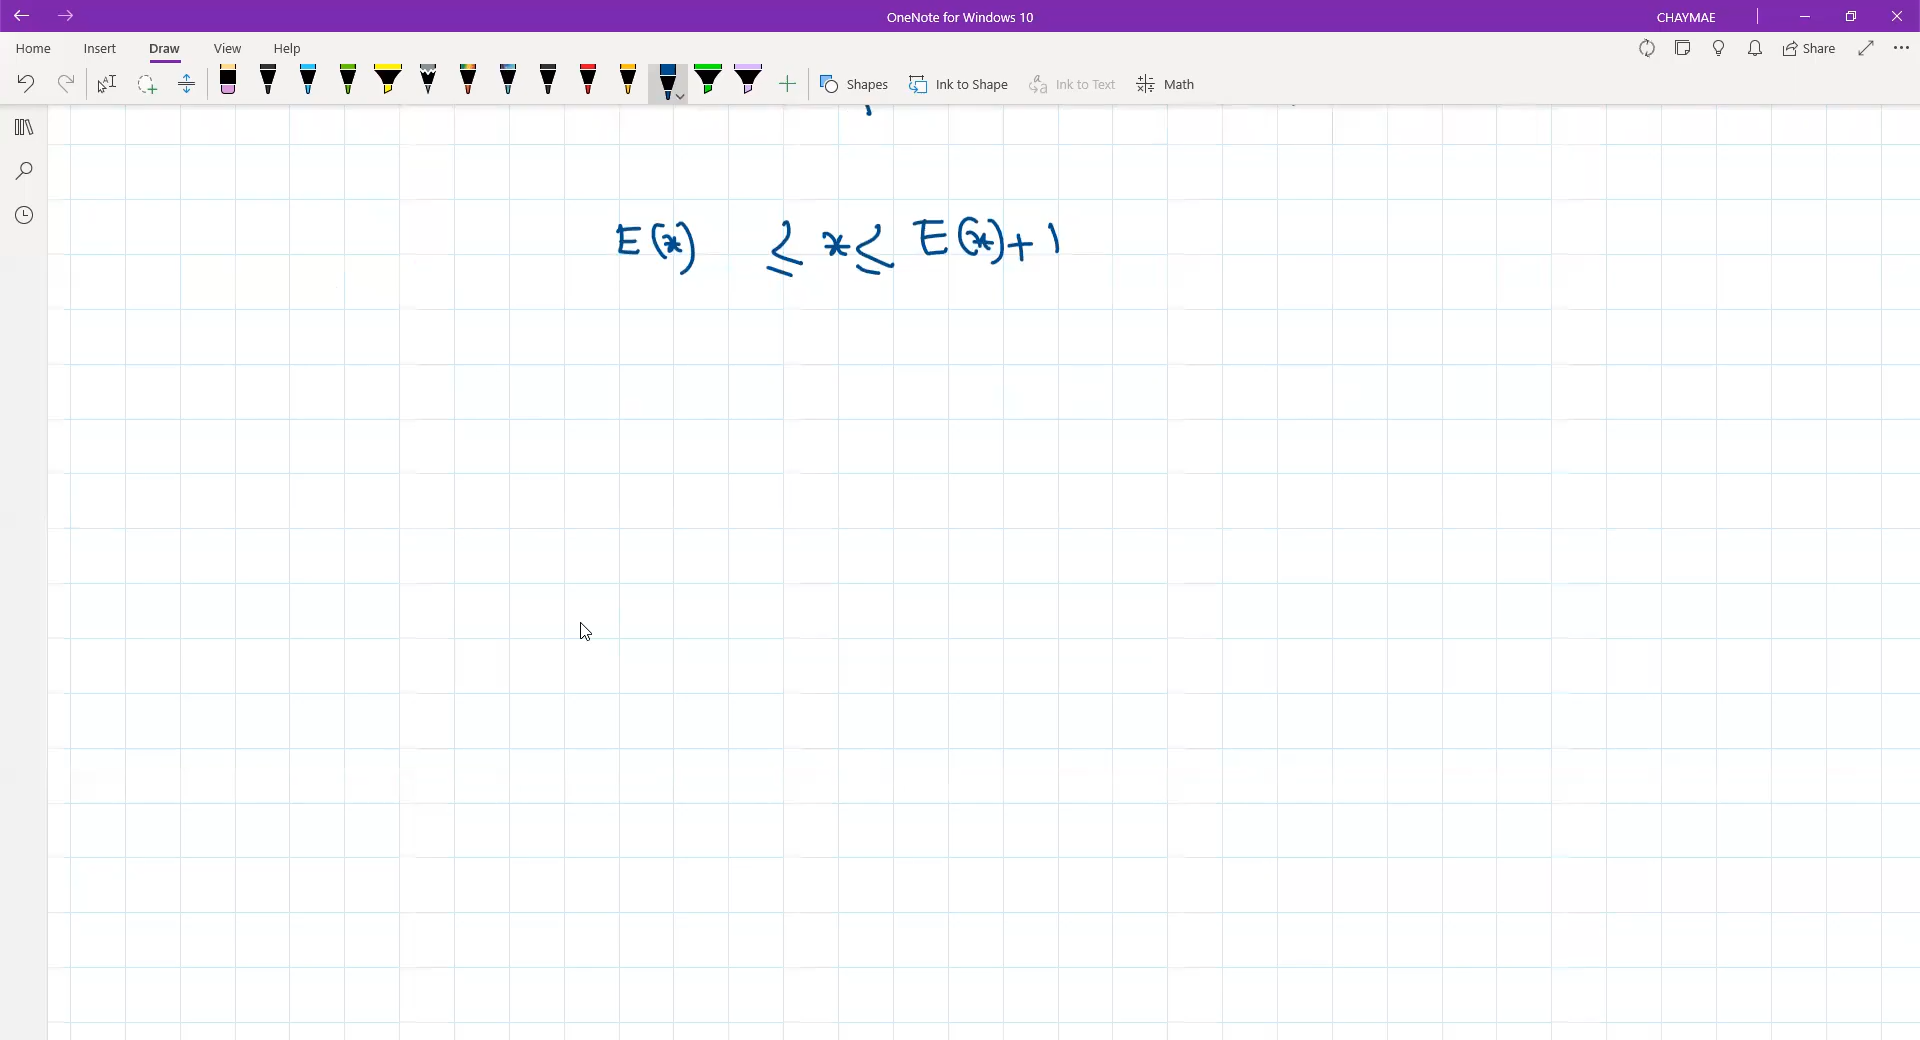 OneNote for Windows 10 CHAYMAE
Home Insert Draw View Help Share
Shapes Ink to Shape Ink to Text Math
E(x) ≤ x ≤ E(x)+1